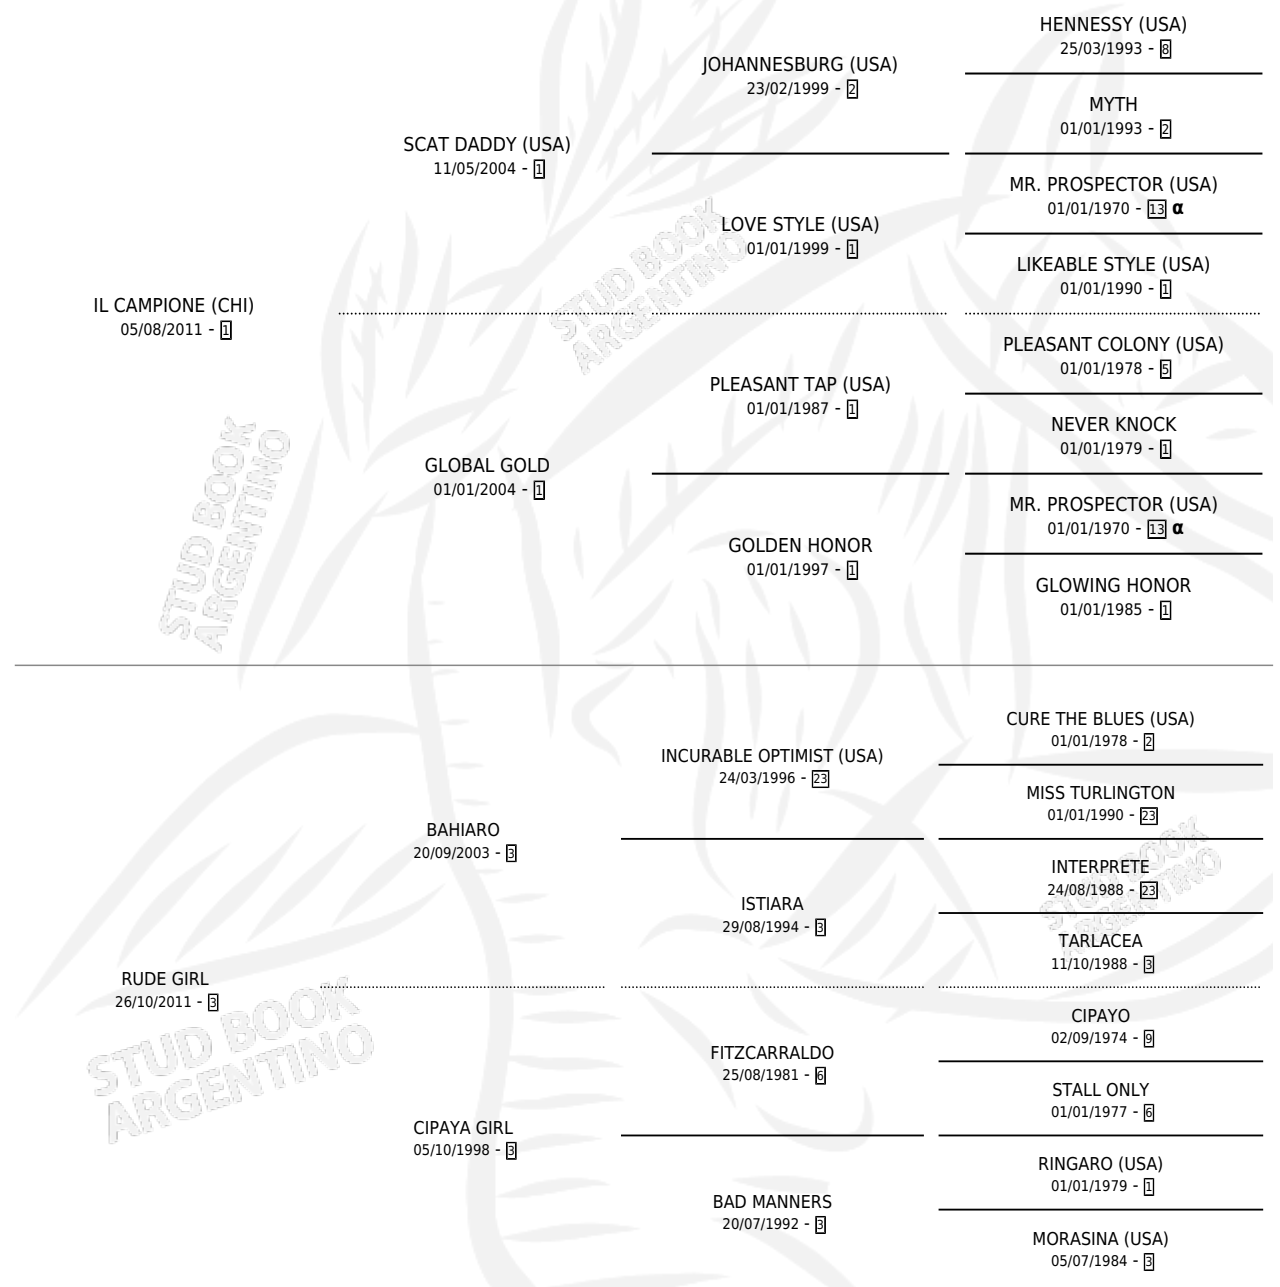 HENNESSY (USA)
25/03/1993 - 8
JOHANNESBURG (USA)
23/02/1999 - 2
MYTH
01/01/1993 - 2
SCAT DADDY (USA)
11/05/2004 - 1
MR. PROSPECTOR (USA)
01/01/1970 - 13 α
LOVE STYLE (USA)
01/01/1999 - 1
LIKEABLE STYLE (USA)
01/01/1990 - 1
IL CAMPIONE (CHI)
05/08/2011 - 1
PLEASANT COLONY (USA)
01/01/1978 - 5
PLEASANT TAP (USA)
01/01/1987 - 1
NEVER KNOCK
01/01/1979 - 1
GLOBAL GOLD
01/01/2004 - 1
MR. PROSPECTOR (USA)
01/01/1970 - 13 α
GOLDEN HONOR
01/01/1997 - 1
GLOWING HONOR
01/01/1985 - 1
STUD BOOK
ARGENTINO
STUD BOOK
ARGENTINO
CURE THE BLUES (USA)
01/01/1978 - 2
INCURABLE OPTIMIST (USA)
24/03/1996 - 23
MISS TURLINGTON
01/01/1990 - 23
BAHIARO
20/09/2003 - 3
INTERPRETE
24/08/1988 - 23
ISTIARA
29/08/1994 - 3
TARLACEA
11/10/1988 - 3
RUDE GIRL
26/10/2011 - 3
CIPAYO
02/09/1974 - 9
FITZCARRALDO
25/08/1981 - 6
STALL ONLY
01/01/1977 - 6
CIPAYA GIRL
05/10/1998 - 3
RINGARO (USA)
01/01/1979 - 1
BAD MANNERS
20/07/1992 - 3
MORASINA (USA)
05/07/1984 - 3
STUD BOOK
ARGENTINO
STUD BOOK
ARGENTINO